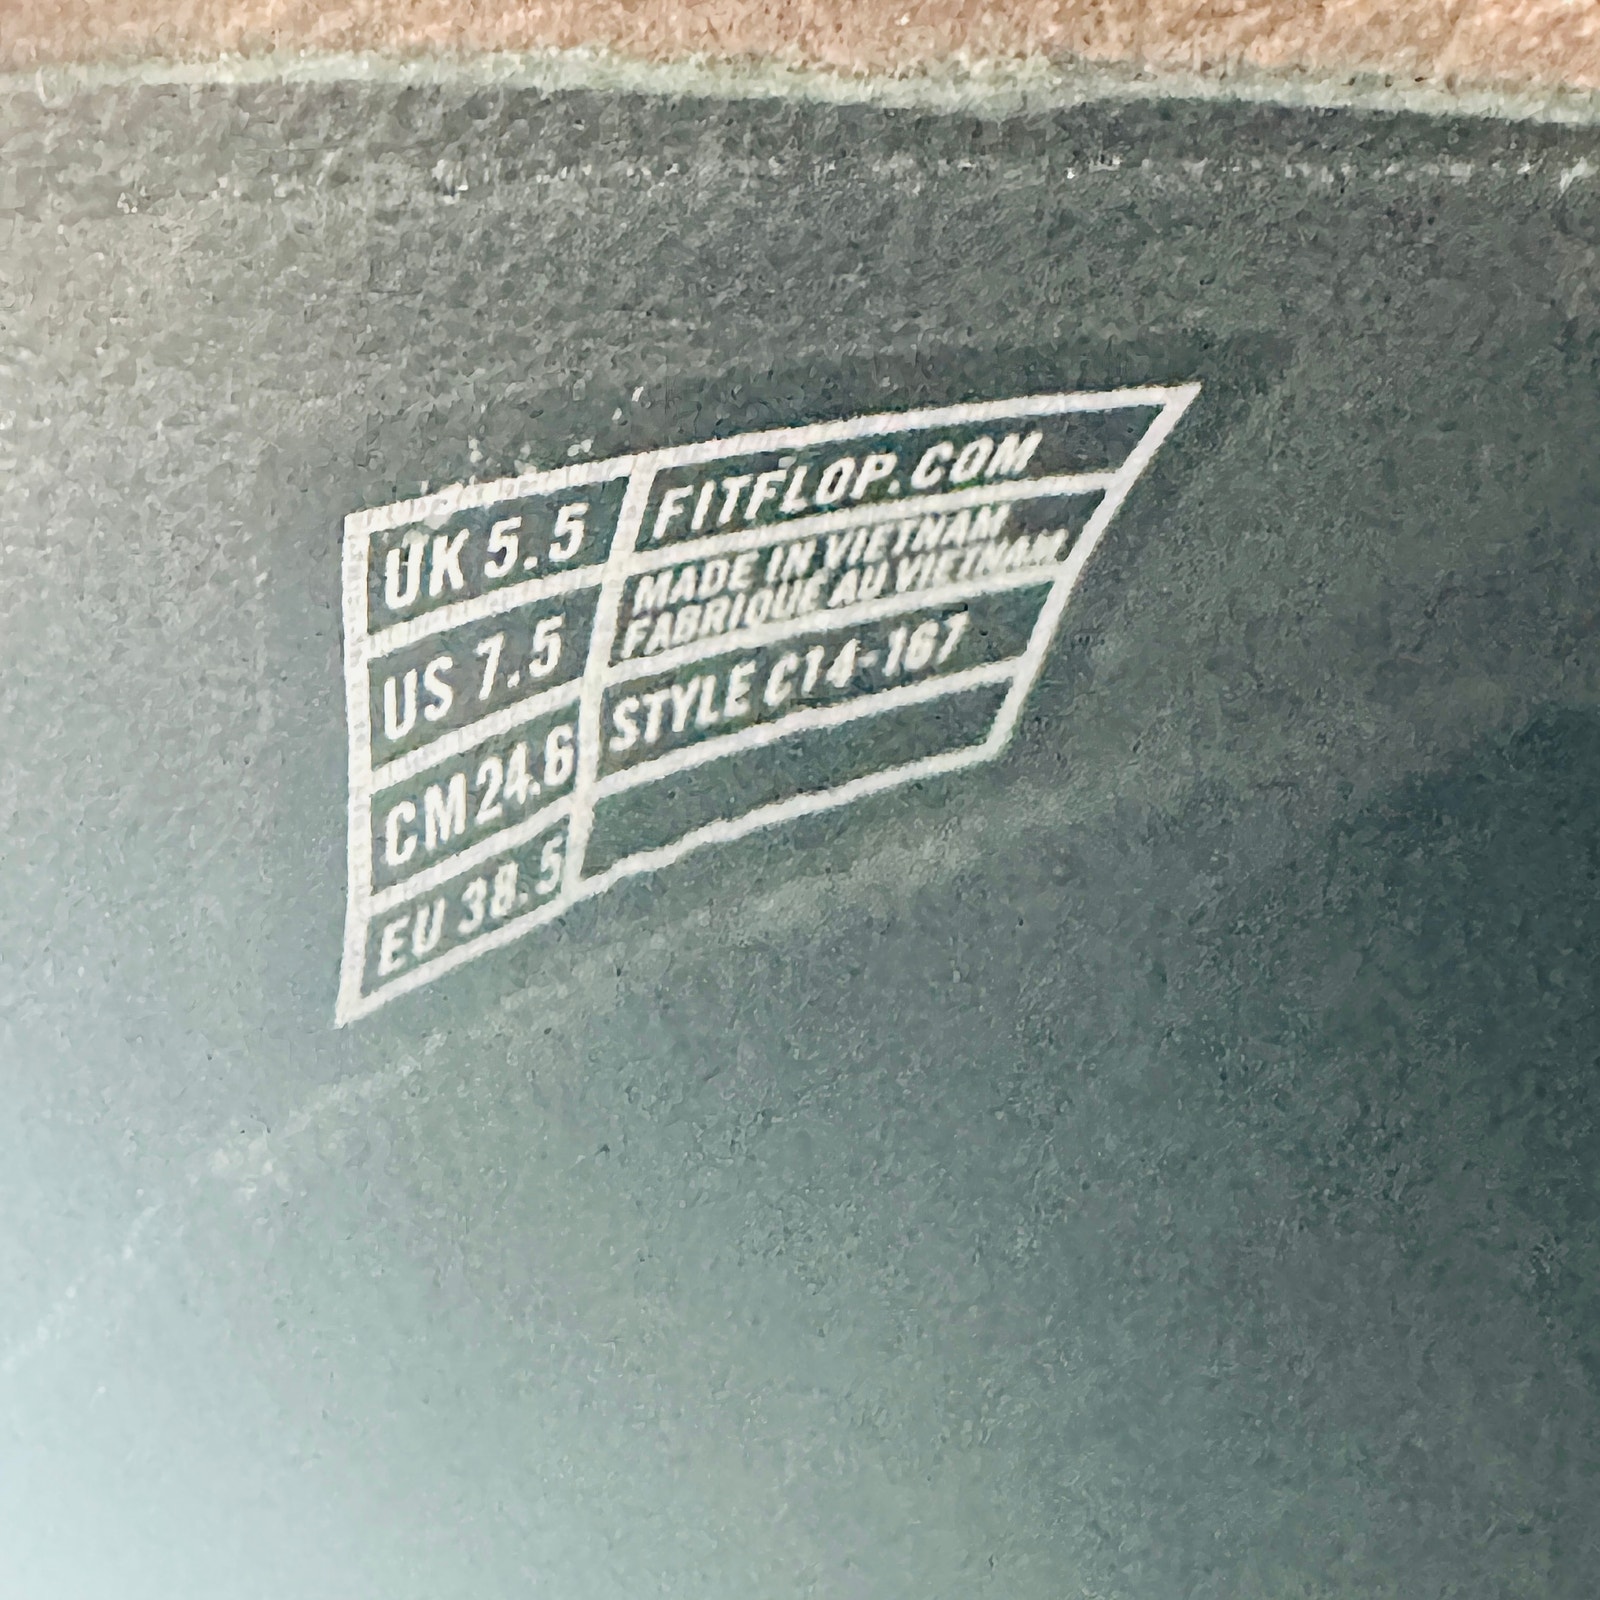 UK 5.5
US 7.5
CM 24.6
EU 38.5
FITFLOP.COM
MADE IN VIETNAM
FABRIQUE AU VIETNAM
STYLE C14-167